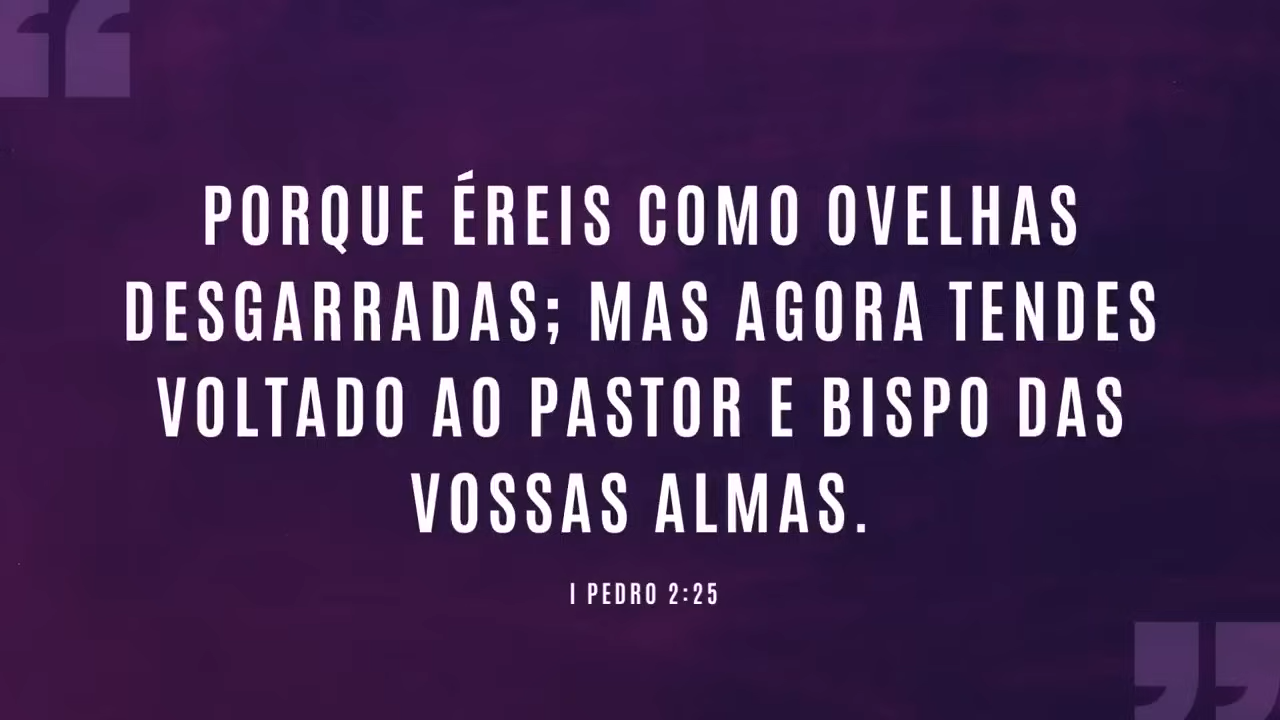 PORQUE ÉREIS COMO OVELHAS
DESGARRADAS; MAS AGORA TENDES
VOLTADO AO PASTOR E BISPO DAS
VOSSAS ALMAS.
I PEDRO 2:25